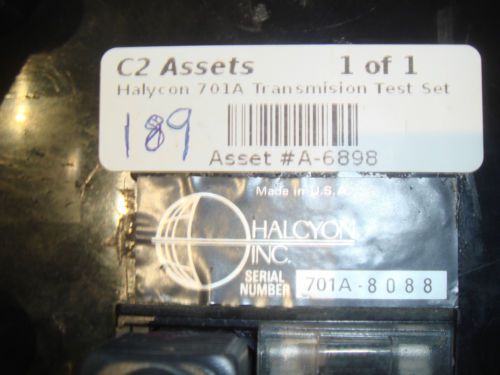 C2 Assets 1 of 1
Halycon 701A Transmision Test Set
189
Asset #A-6898
Made in U.S.A.
HALCYON
INC.
SERIAL
NUMBER 701A-8088